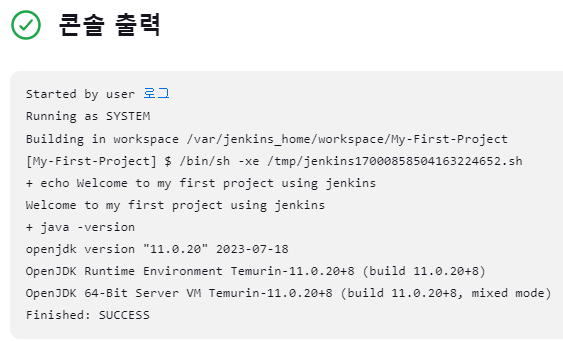 콘솔 출력
Started by user 로그
Running as SYSTEM
Building in workspace /var/jenkins_home/workspace/My-First-Project
[My-First-Project] $ /bin/sh -xe /tmp/jenkins17000858504163224652.sh
+ echo Welcome to my first project using jenkins
Welcome to my first project using jenkins
+ java -version
openjdk version "11.0.20" 2023-07-18
OpenJDK Runtime Environment Temurin-11.0.20+8 (build 11.0.20+8)
OpenJDK 64-Bit Server VM Temurin-11.0.20+8 (build 11.0.20+8, mixed mode)
Finished: SUCCESS